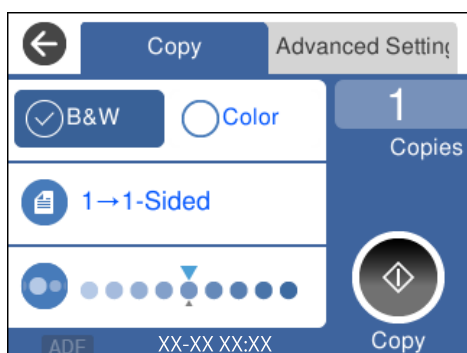 Copy
Advanced Setting
B&W
Color
1
Copies
1→1-Sided
ADF
XX-XX XX:XX
Copy